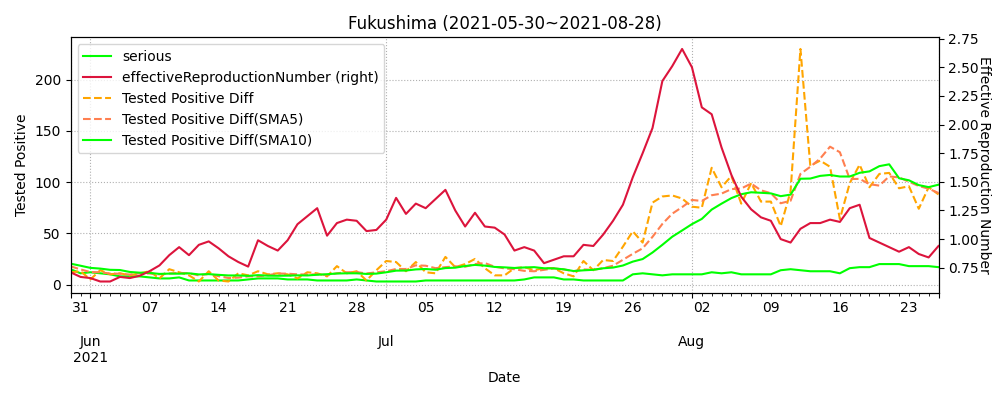 Fukushima (2021-05-30~2021-08-28)
serious
effectiveReproductionNumber (right)
Tested Positive Diff
Tested Positive Diff(SMA5)
Tested Positive Diff(SMA10)
Tested Positive
200
150
100
50
0
2.75
2.50
2.25
2.00
1.75
1.50
1.25
1.00
0.75
Effective Reproduction Number
31 07 14 21 28 05 12 19 26 02 09 16 23
Jun Jul Aug
2021
Date